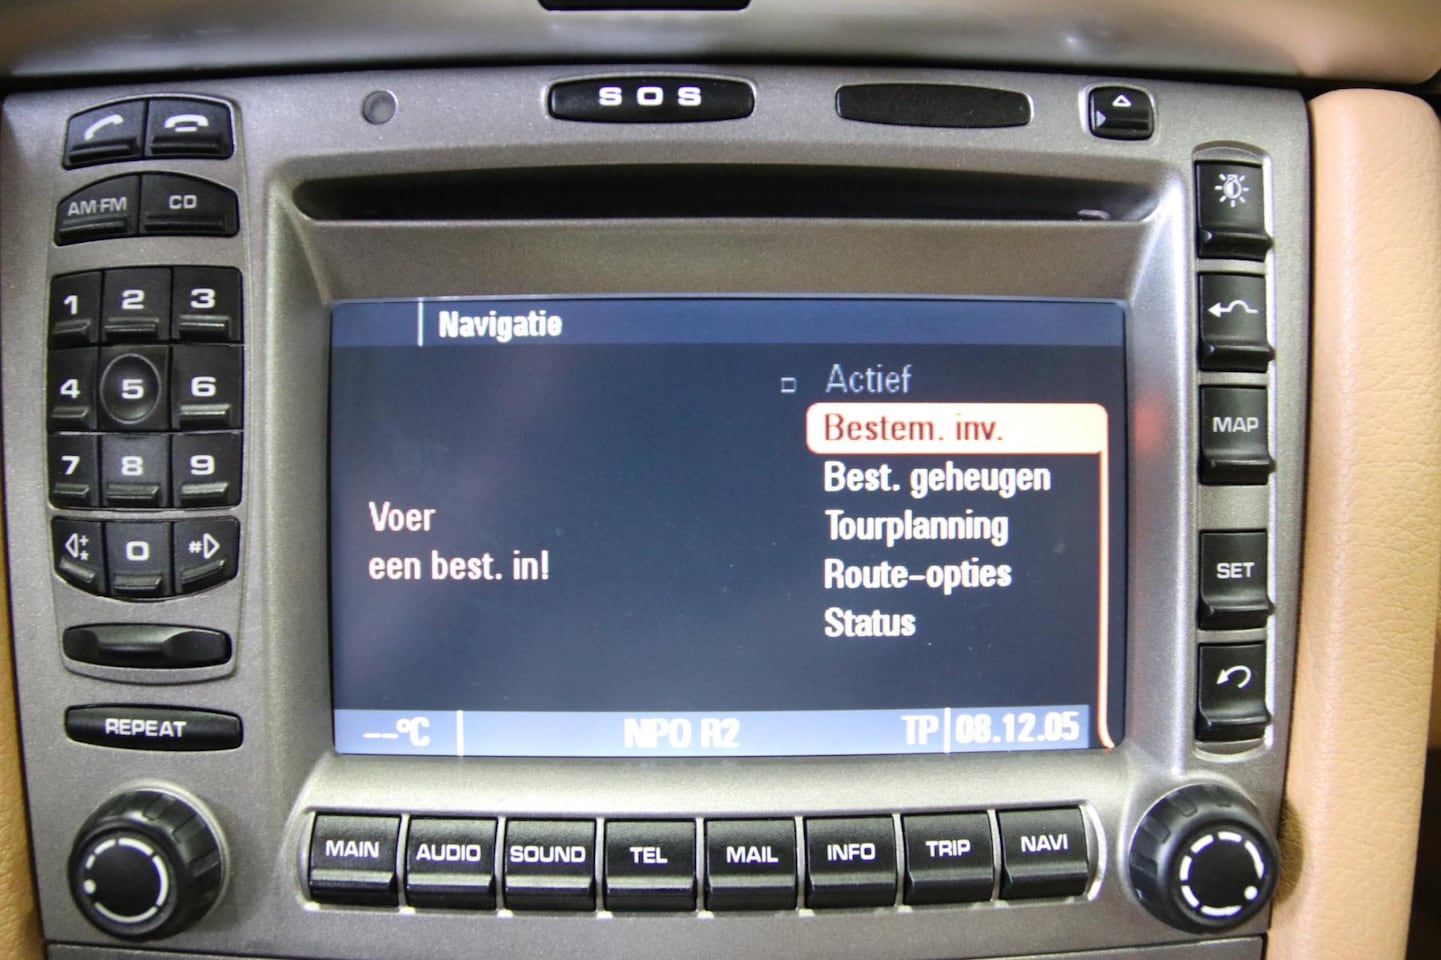 SOS
AM·FM CD
1 2 3
4 5 6
7 8 9
+
* 0 #
REPEAT
Navigatie
Actief
Bestem. inv.
Best. geheugen
Tourplanning
Route-opties
Status
Voer
een best. in!
--°C NPO R2 TP 08.12.05
MAP
SET
MAIN AUDIO SOUND TEL MAIL INFO TRIP NAVI